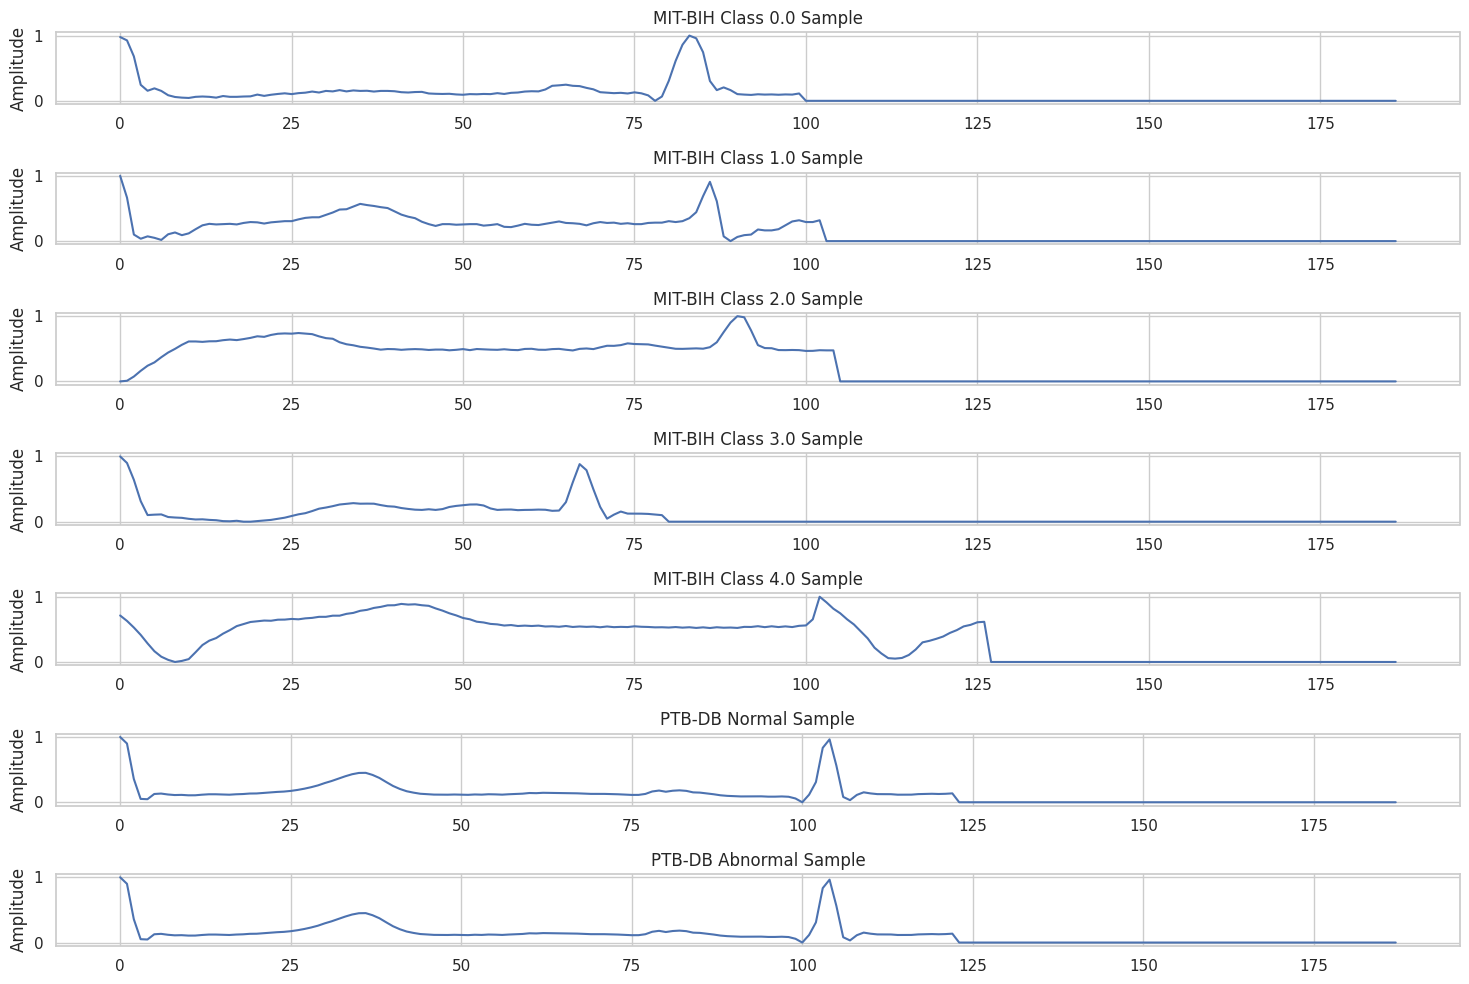 MIT-BIH Class 0.0 Sample
Amplitude
1
0
0 25 50 75 100 125 150 175
MIT-BIH Class 1.0 Sample
Amplitude
1
0
0 25 50 75 100 125 150 175
MIT-BIH Class 2.0 Sample
Amplitude
1
0
0 25 50 75 100 125 150 175
MIT-BIH Class 3.0 Sample
Amplitude
1
0
0 25 50 75 100 125 150 175
MIT-BIH Class 4.0 Sample
Amplitude
1
0
0 25 50 75 100 125 150 175
PTB-DB Normal Sample
Amplitude
1
0
0 25 50 75 100 125 150 175
PTB-DB Abnormal Sample
Amplitude
1
0
0 25 50 75 100 125 150 175